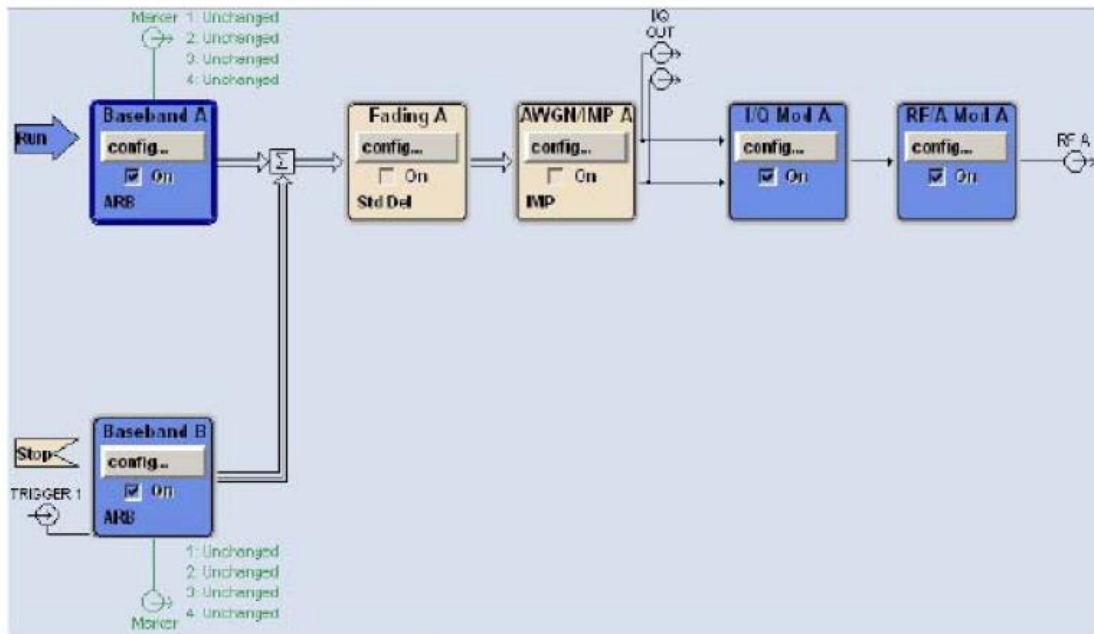 Marker 1: Unchanged
2: Unchanged
3: Unchanged
4: Unchanged
I/Q
OUT
Run
Baseband A
config...
On
ARB
Σ
Fading A
config...
On
Std Del
AWGN/IMP A
config...
On
IMP
I/Q Mod A
config...
On
RF/A Mod A
config...
On
RF A
Stop
TRIGGER 1
Baseband B
config...
On
ARB
1: Unchanged
2: Unchanged
3: Unchanged
4: Unchanged
Marker